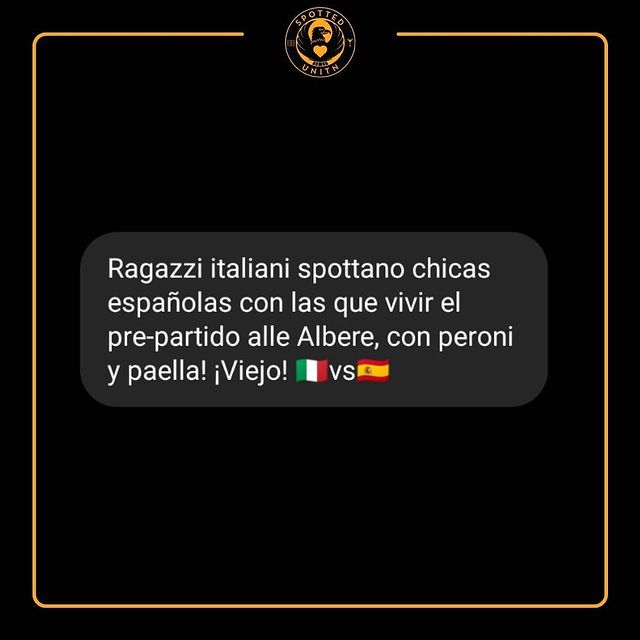 SPOTTED
UNITN
Ragazzi italiani spottano chicas
españolas con las que vivir el
pre-partido alle Albere, con peroni
y paella! ¡Viejo! 🇮🇹vs🇪🇸